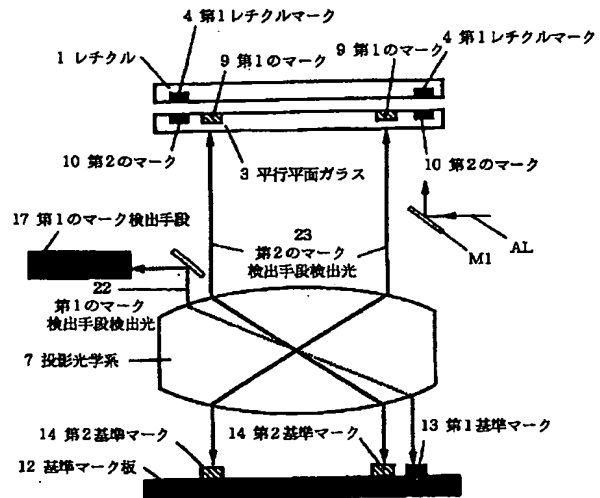 4 第1レチクルマーク
4 第1レチクルマーク
1 レチクル
9 第1のマーク
9 第1のマーク
10 第2のマーク
3 平行平面ガラス
10 第2のマーク
17 第1のマーク検出手段
23
第2のマーク
検出手段検出光
M1
AL
22
第1のマーク
検出手段検出光
7 投影光学系
14 第2基準マーク
14 第2基準マーク
13 第1基準マーク
12 基準マーク板